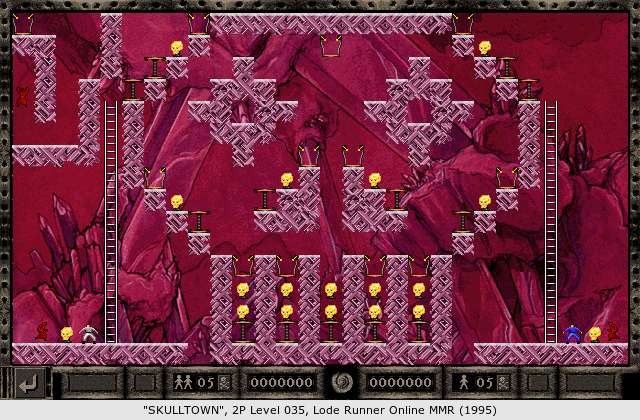 05 0000000 0000000 05
"SKULLTOWN", 2P Level 035, Lode Runner Online MMR (1995)